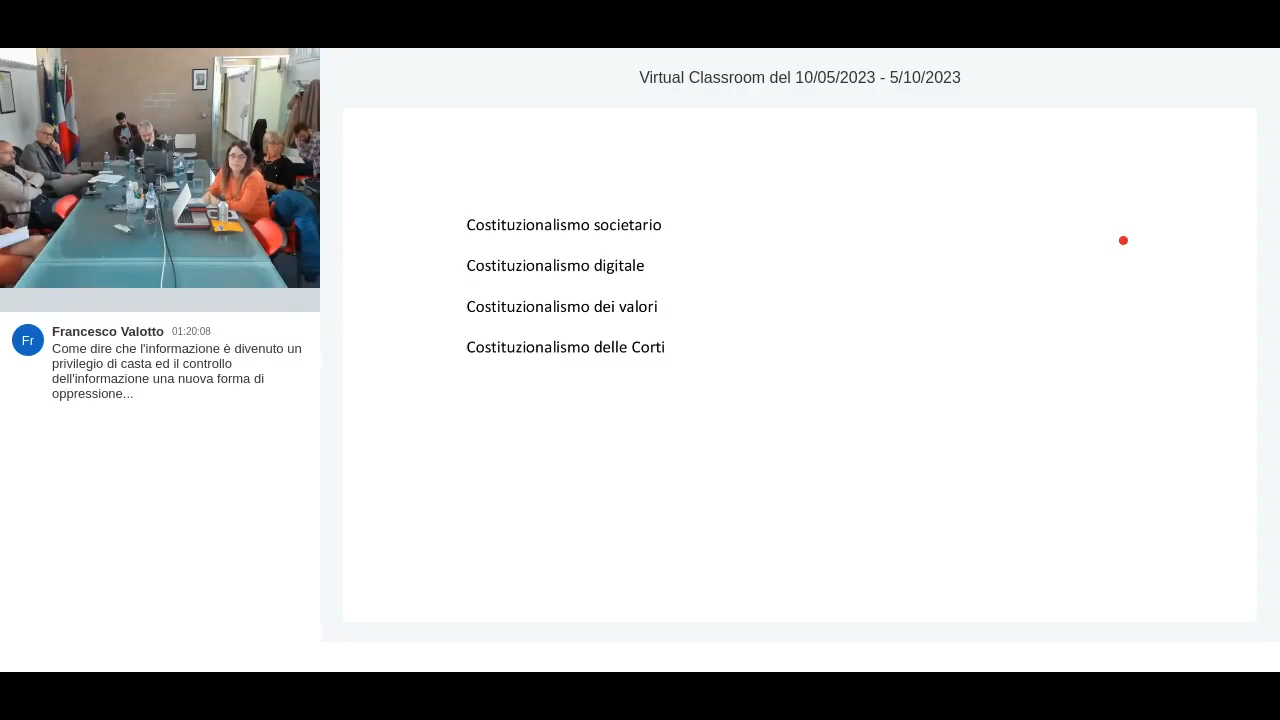 Virtual Classroom del 10/05/2023 - 5/10/2023
Costituzionalismo societario
Costituzionalismo digitale
Costituzionalismo dei valori
Costituzionalismo delle Corti
Fr
Francesco Valotto 01:20:08
Come dire che l'informazione è divenuto un
privilegio di casta ed il controllo
dell'informazione una nuova forma di
oppressione...